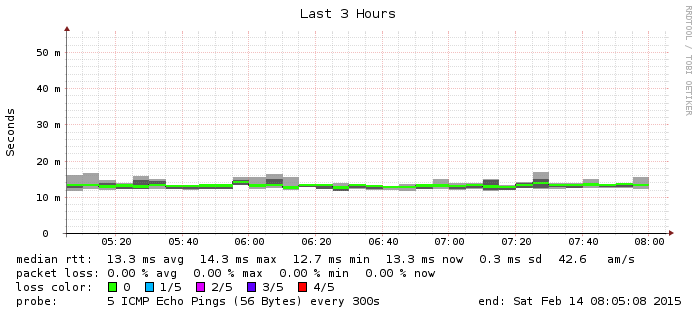 Last 3 Hours
RRDTOOL / TOBI OETIKER
Seconds
50 m
40 m
30 m
20 m
10 m
0
05:20 05:40 06:00 06:20 06:40 07:00 07:20 07:40 08:00
median rtt: 13.3 ms avg 14.3 ms max 12.7 ms min 13.3 ms now 0.3 ms sd 42.6 am/s
packet loss: 0.00 % avg 0.00 % max 0.00 % min 0.00 % now
loss color: 0 1/5 2/5 3/5 4/5
probe: 5 ICMP Echo Pings (56 Bytes) every 300s end: Sat Feb 14 08:05:08 2015